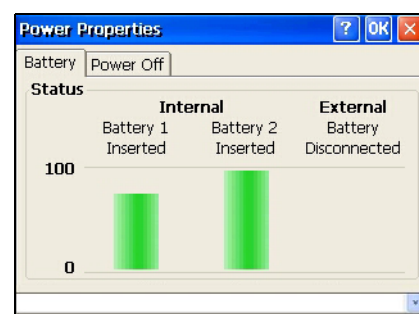 Power Properties ? OK ×
Battery Power Off
Status
Internal External
Battery 1 Battery 2 Battery
Inserted Inserted Disconnected
100
0